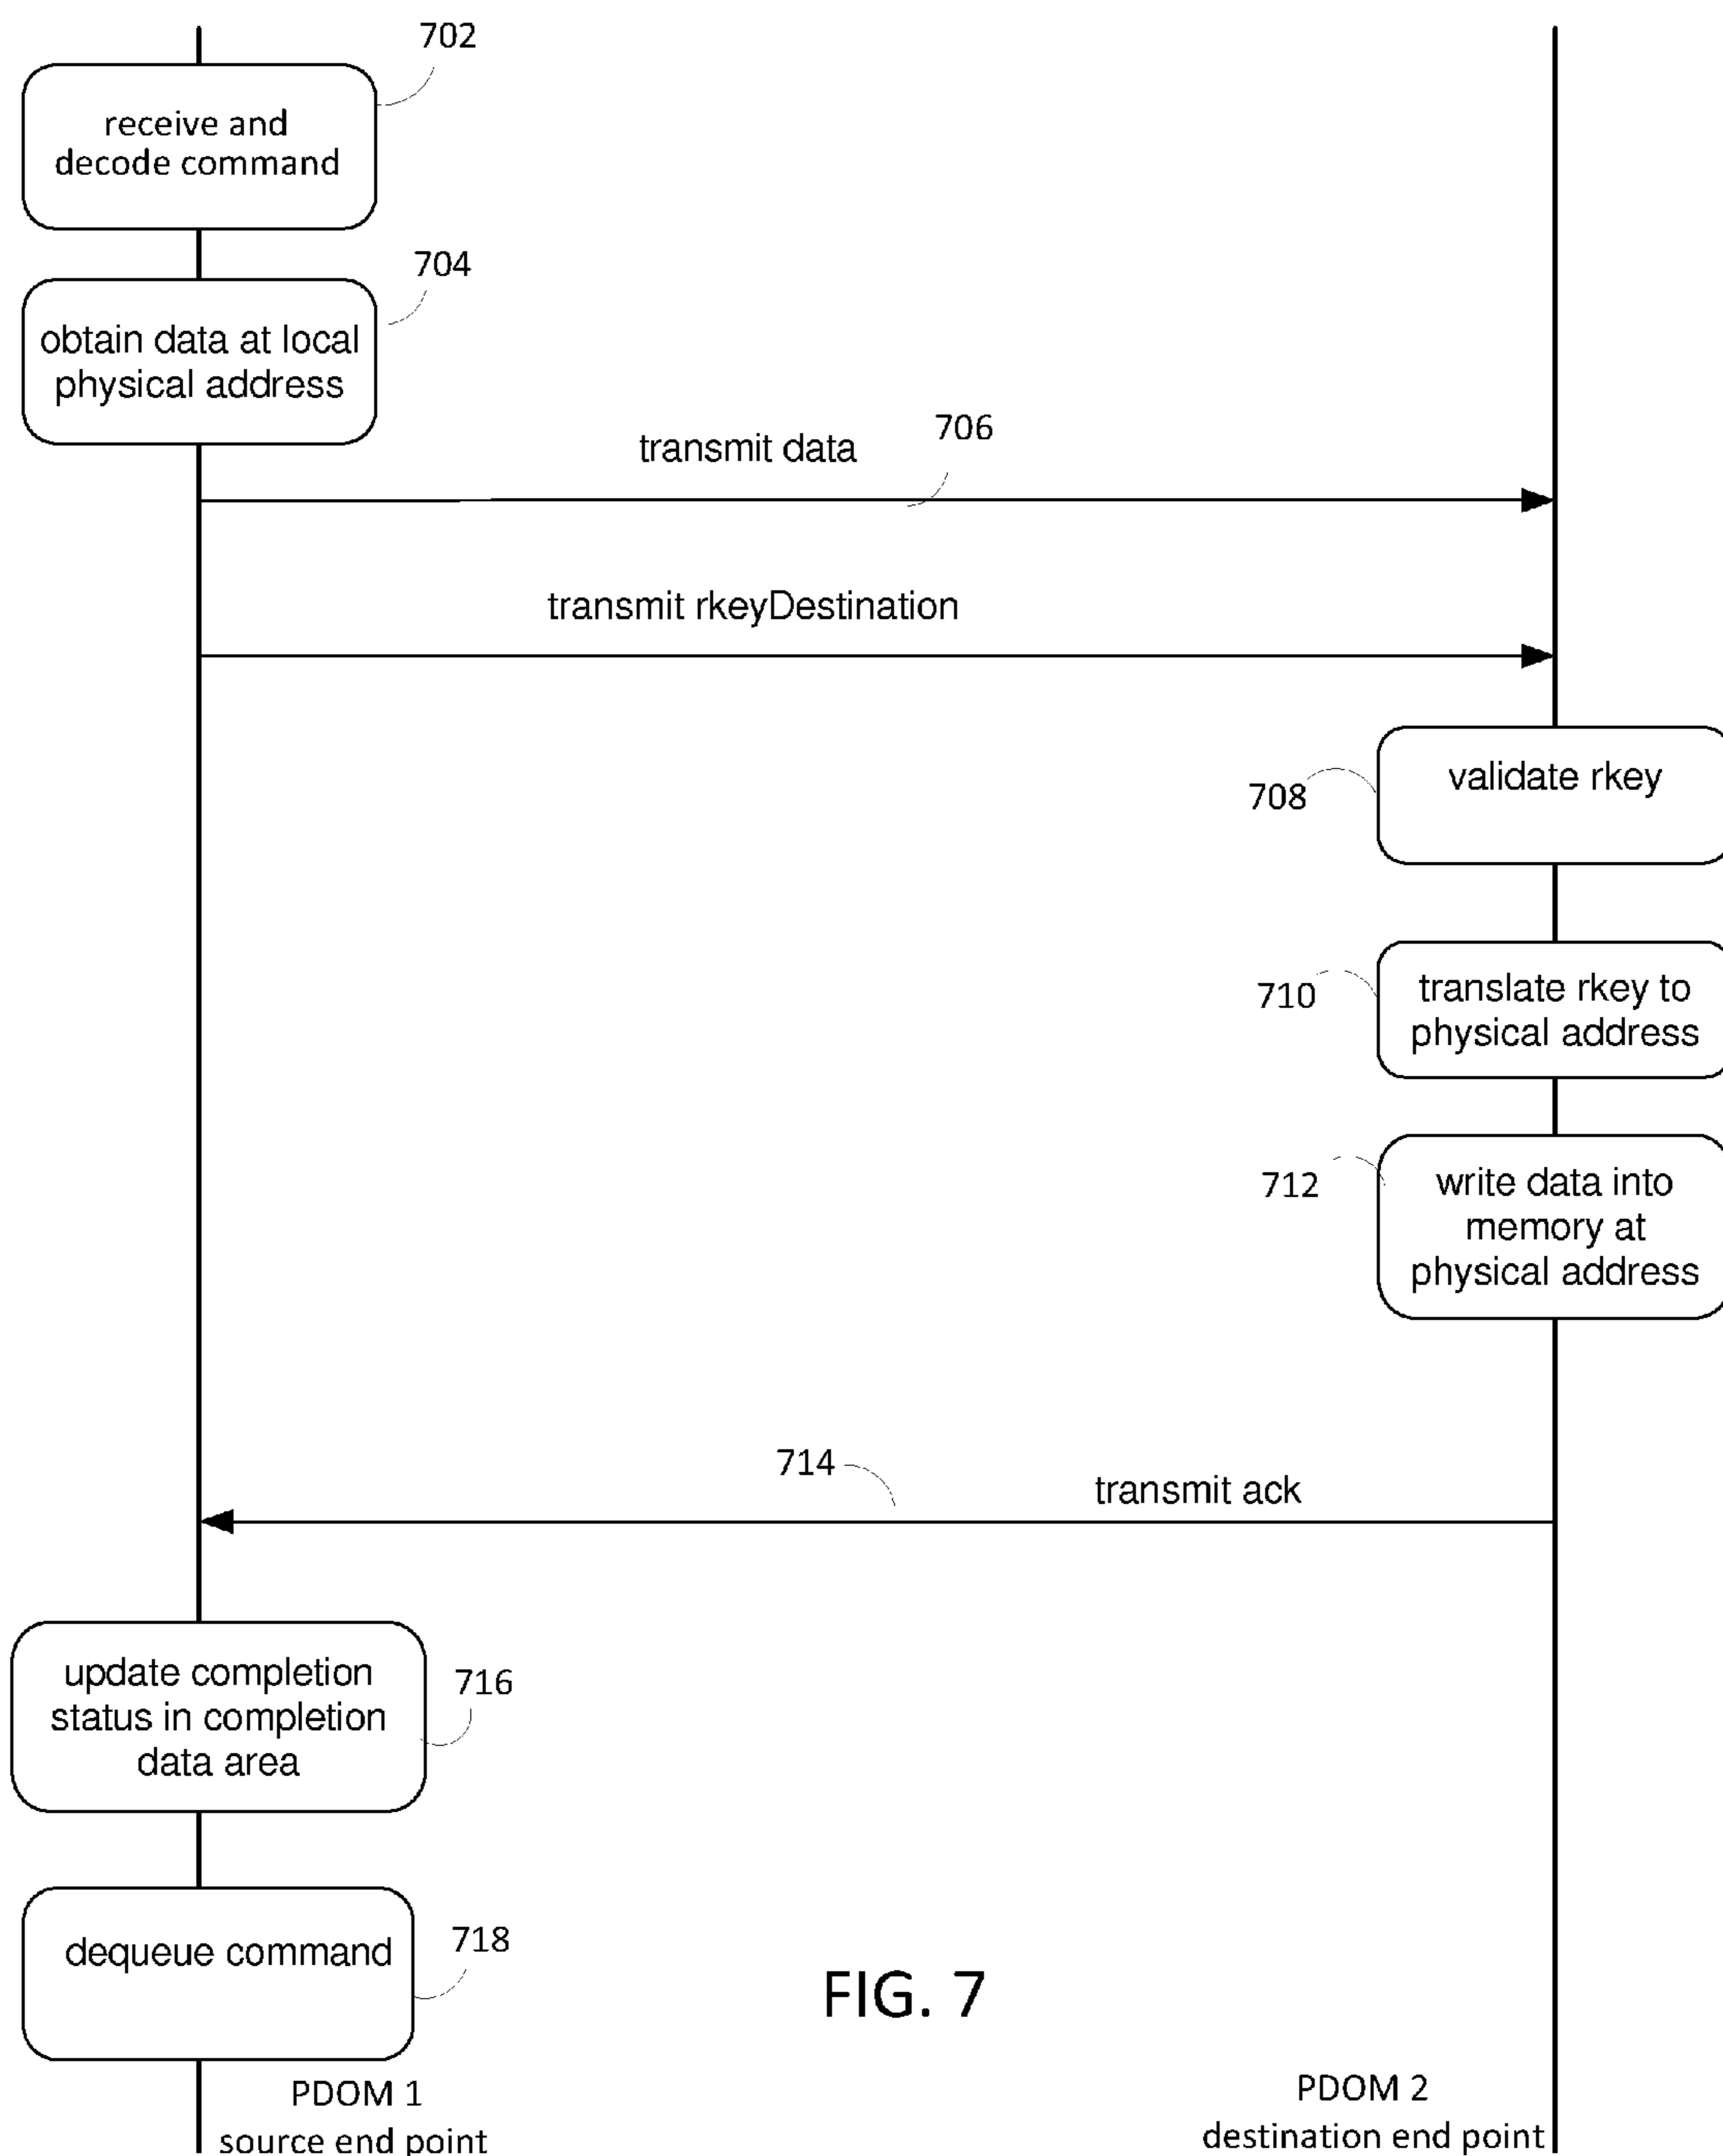 702
receive and
decode command
704
obtain data at local
physical address
transmit data
706
transmit rkeyDestination
validate rkey
708
translate rkey to
physical address
710
write data into
memory at
physical address
712
714
transmit ack
update completion
status in completion
data area
716
dequeue command
718
FIG. 7
PDOM 1
source end point
PDOM 2
destination end point